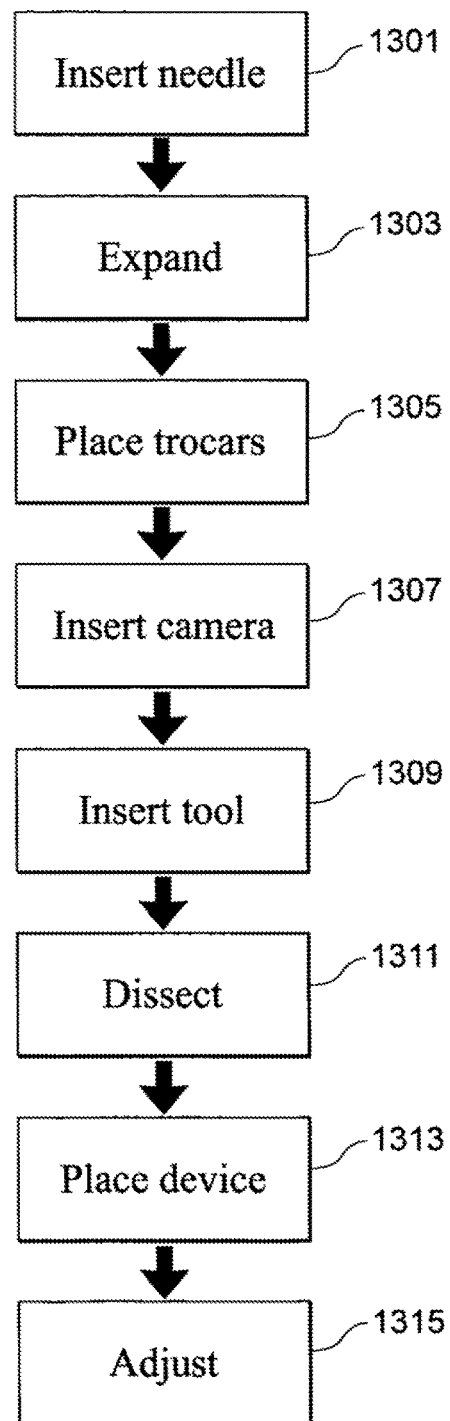 1301
Insert needle
1303
Expand
1305
Place trocars
1307
Insert camera
1309
Insert tool
1311
Dissect
1313
Place device
1315
Adjust